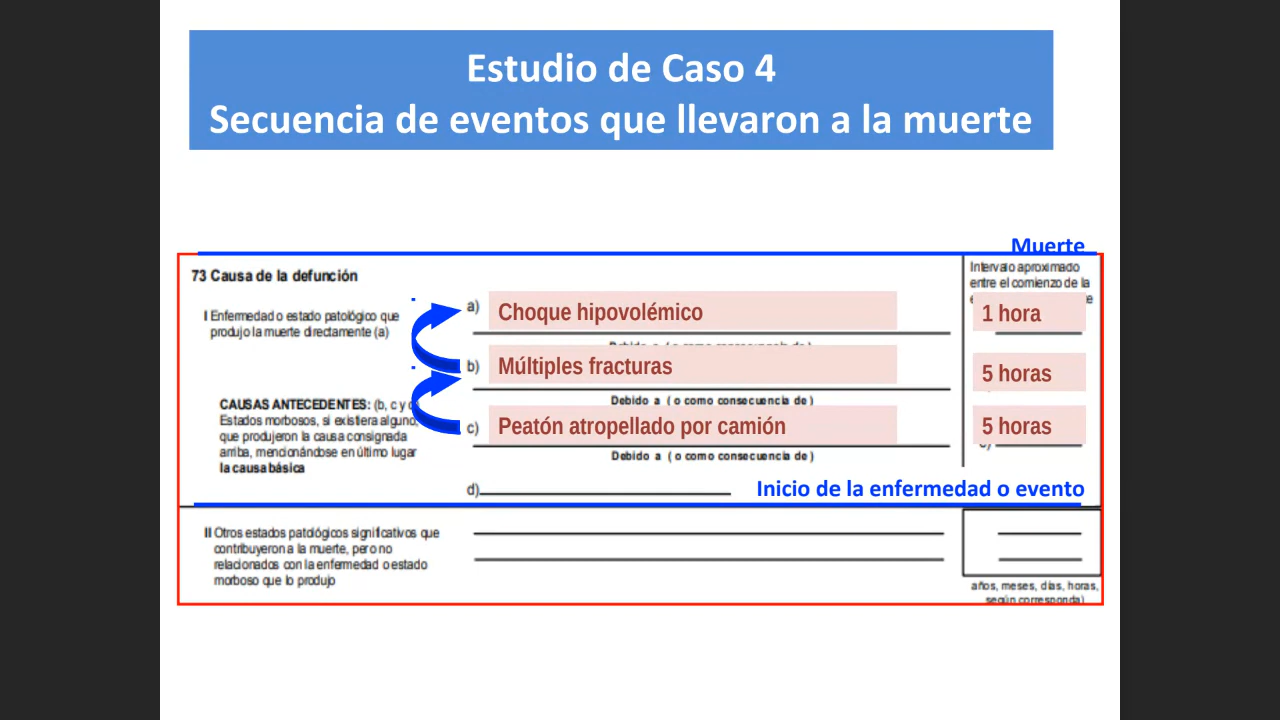 Estudio de Caso 4
Secuencia de eventos que llevaron a la muerte
Muerte
73 Causa de la defunción
Intervalo aproximado
entre el comienzo de la
I Enfermedad o estado patológico que
produjo la muerte directamente (a)
a) Choque hipovolémico
1 hora
b) Múltiples fracturas
5 horas
Debido a ( o como consecuencia de )
CAUSAS ANTECEDENTES: (b, c y d
Estados morbosos, si existiera alguno,
que produjeron la causa consignada
arriba, mencionándose en último lugar
la causa básica
c) Peatón atropellado por camión
5 horas
Debido a ( o como consecuencia de )
d)
Inicio de la enfermedad o evento
II Otros estados patológicos significativos que
contribuyeron a la muerte, pero no
relacionados con la enfermedad o estado
morboso que lo produjo
años, meses, días, horas,
según corresponda)